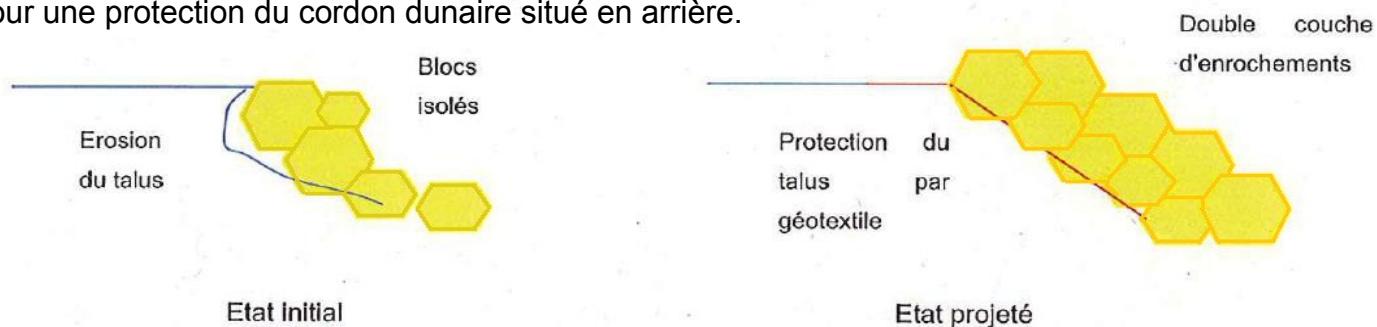 our une protection du cordon dunaire situé en arrière.
Blocs
isolés
Erosion
du talus
Etat initial
Double couche
d'enrochements
Protection du
talus par
géotextile
Etat projeté